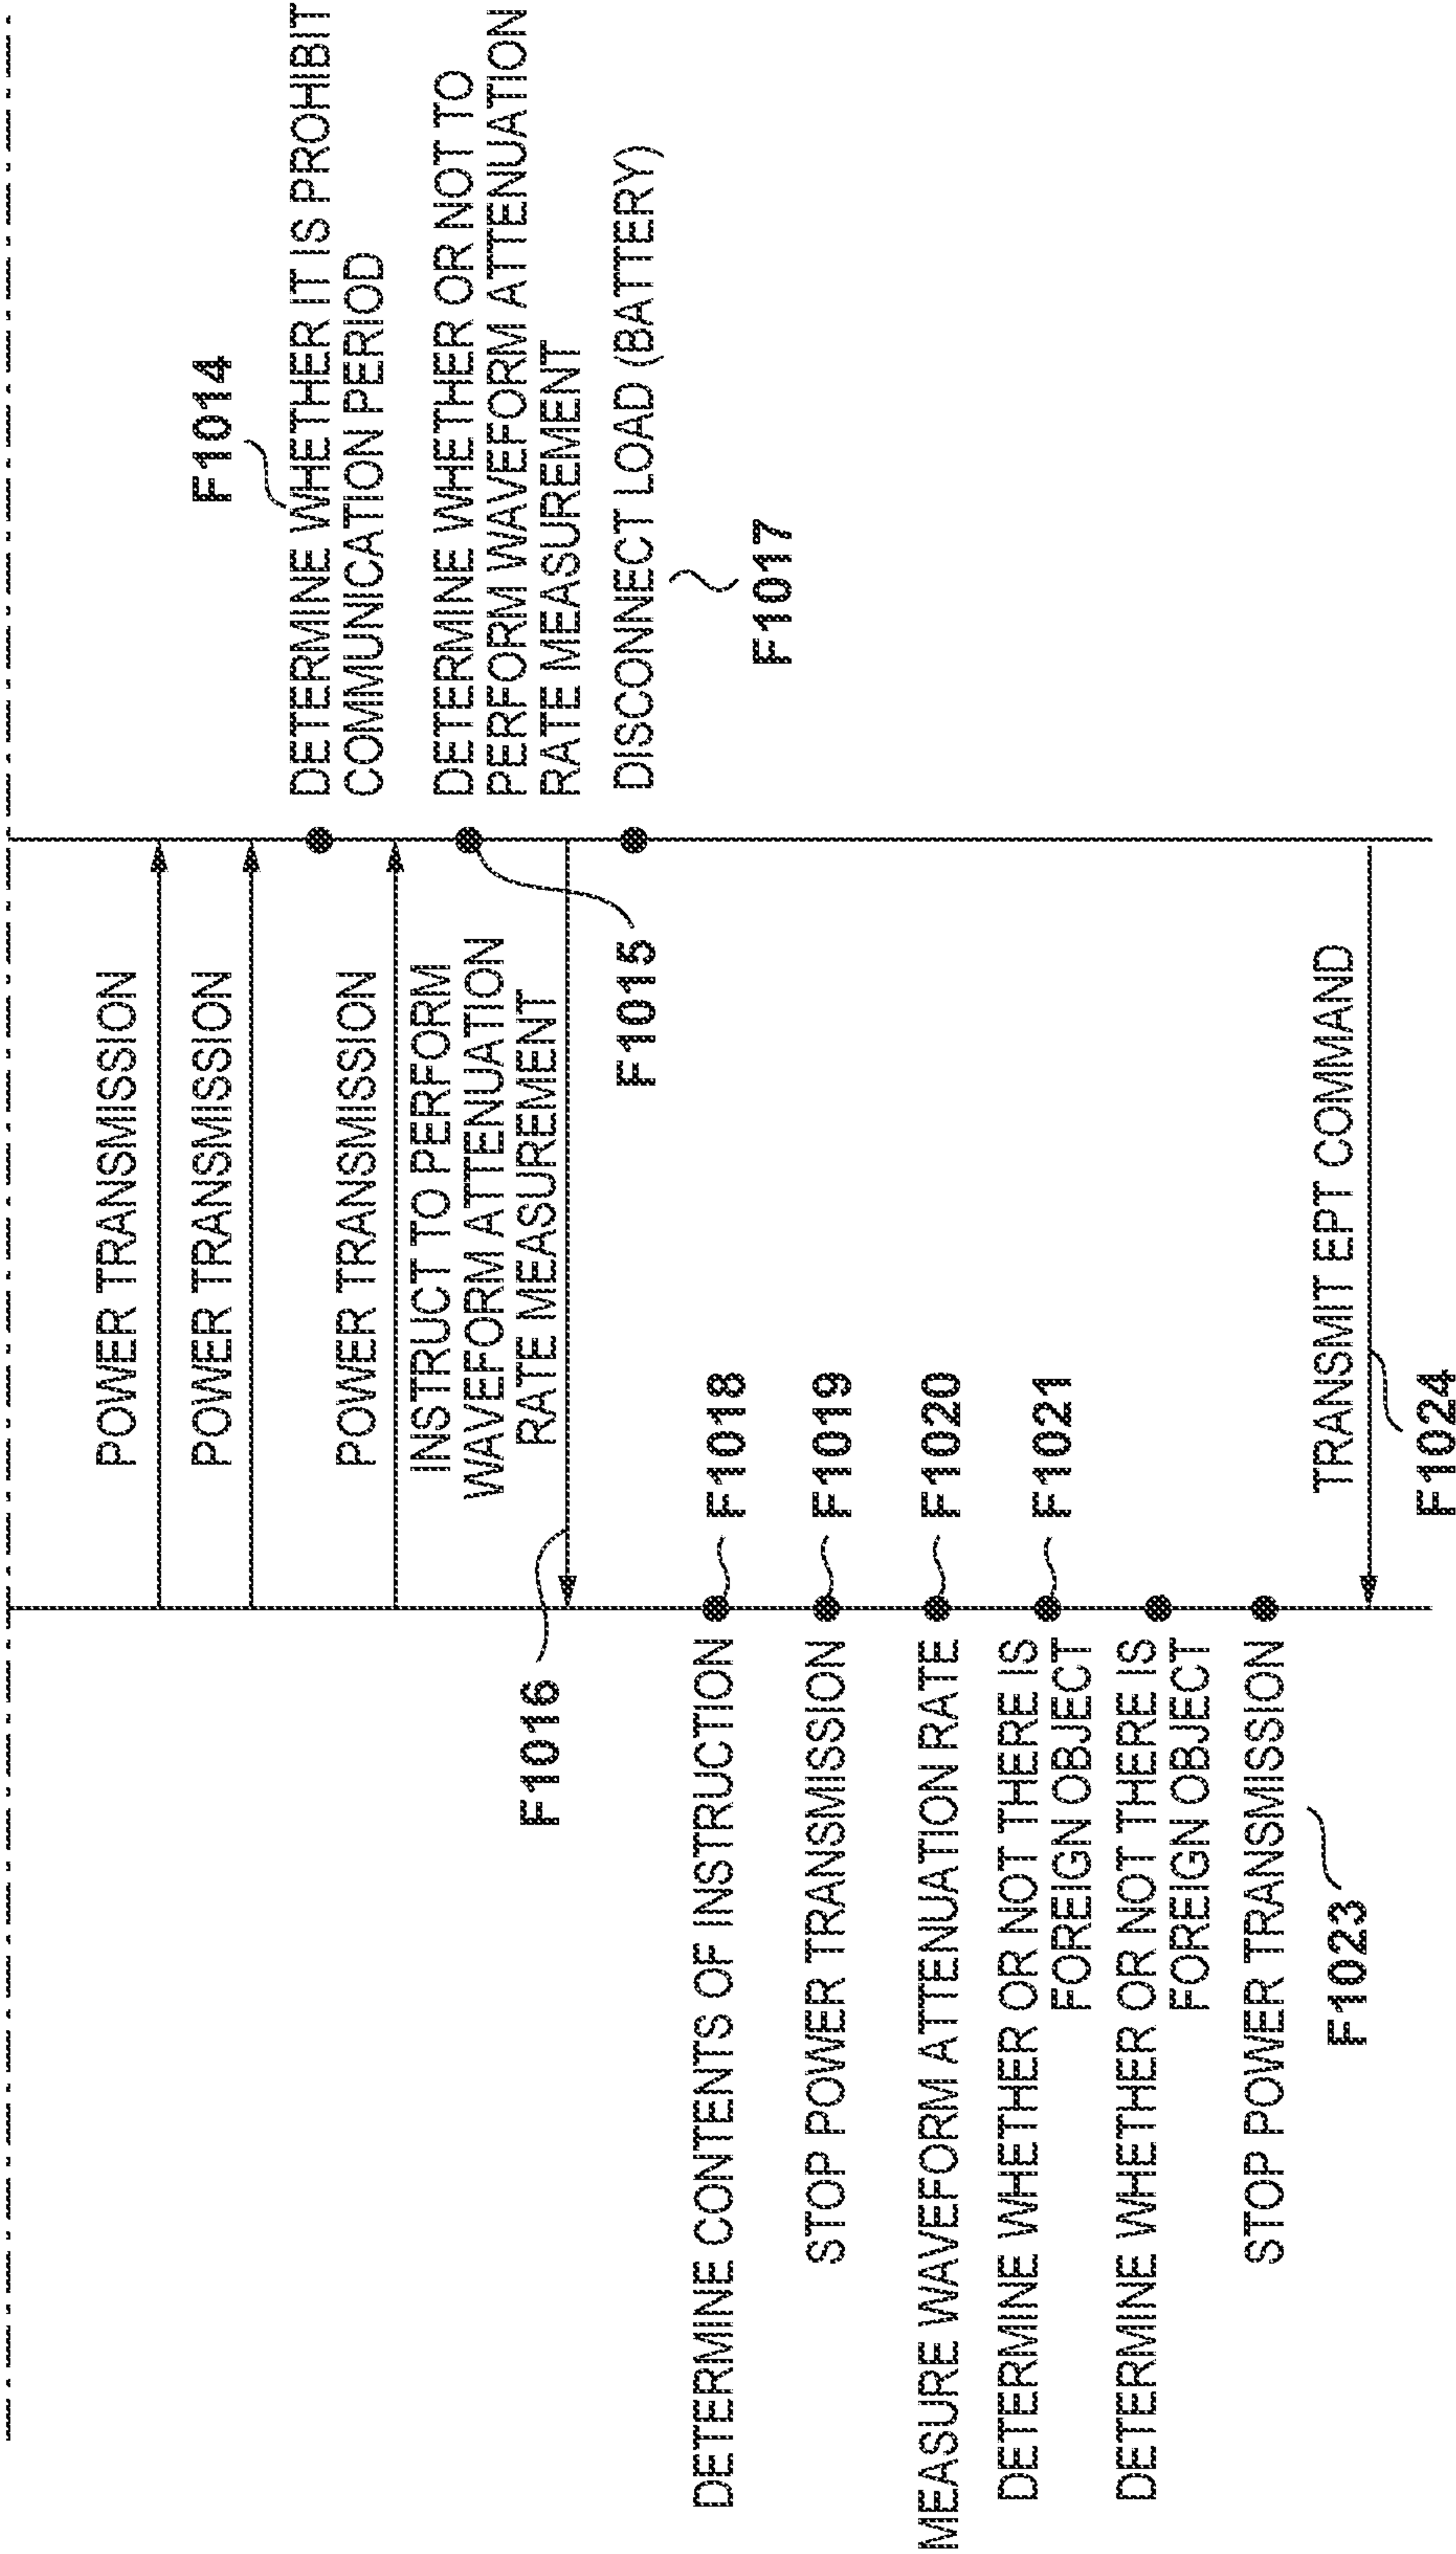 POWER TRANSMISSION
POWER TRANSMISSION
F1014
DETERMINE WHETHER IT IS PROHIBIT
COMMUNICATION PERIOD
POWER TRANSMISSION
INSTRUCT TO PERFORM
WAVEFORM ATTENUATION
RATE MEASUREMENT
DETERMINE WHETHER OR NOT TO
PERFORM WAVEFORM ATTENUATION
RATE MEASUREMENT
F1016
F1015
DISCONNECT LOAD (BATTERY)
F1017
DETERMINE CONTENTS OF INSTRUCTION
F1018
STOP POWER TRANSMISSION
F1019
MEASURE WAVEFORM ATTENUATION RATE
F1020
DETERMINE WHETHER OR NOT THERE IS
FOREIGN OBJECT
F1021
DETERMINE WHETHER OR NOT THERE IS
FOREIGN OBJECT
STOP POWER TRANSMISSION
F1023
TRANSMIT EPT COMMAND
F1024